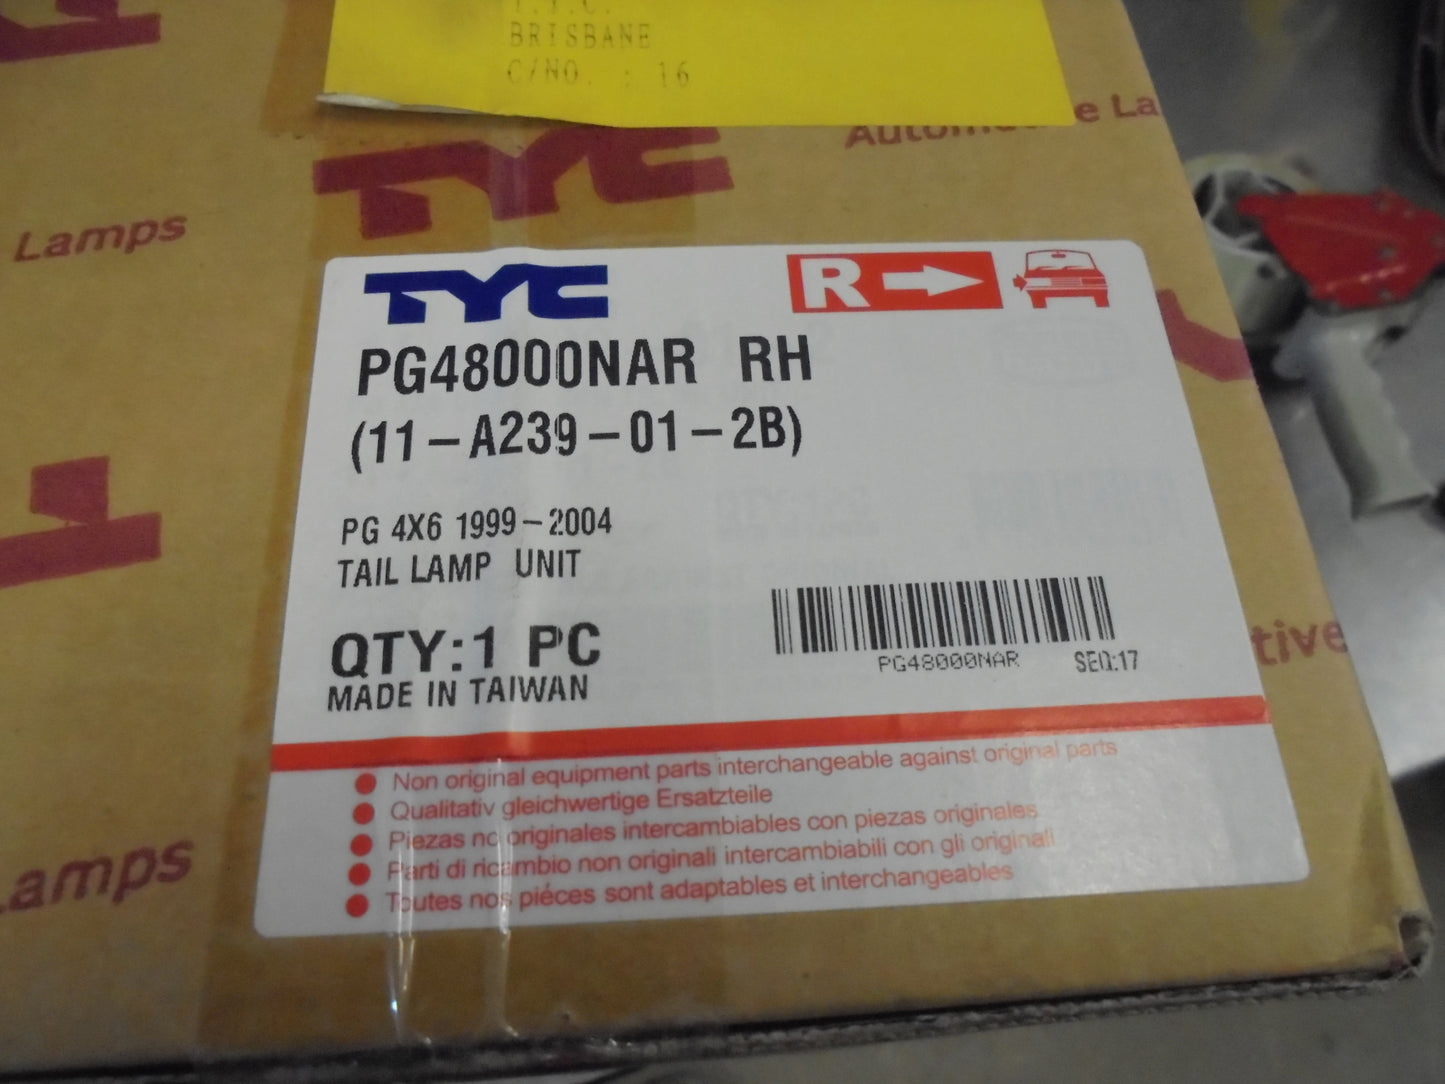 BRISBANE
C/NO. : 16
Automotive La
TYC
Lamps
TYC
R
PG48000NAR RH
(11-A239-01-2B)
PG 4X6 1999-2004
TAIL LAMP UNIT
QTY:1 PC
MADE IN TAIWAN
PG48000NAR SEQ:17
tive
Non original equipment parts interchangeable against original parts
Qualitativ gleichwertige Ersatzteile
Piezas no originales intercambiables con piezas originales
Parti di ricambio non originali intercambiabili con gli originali
Toutes nos piéces sont adaptables et interchangeables
Lamps